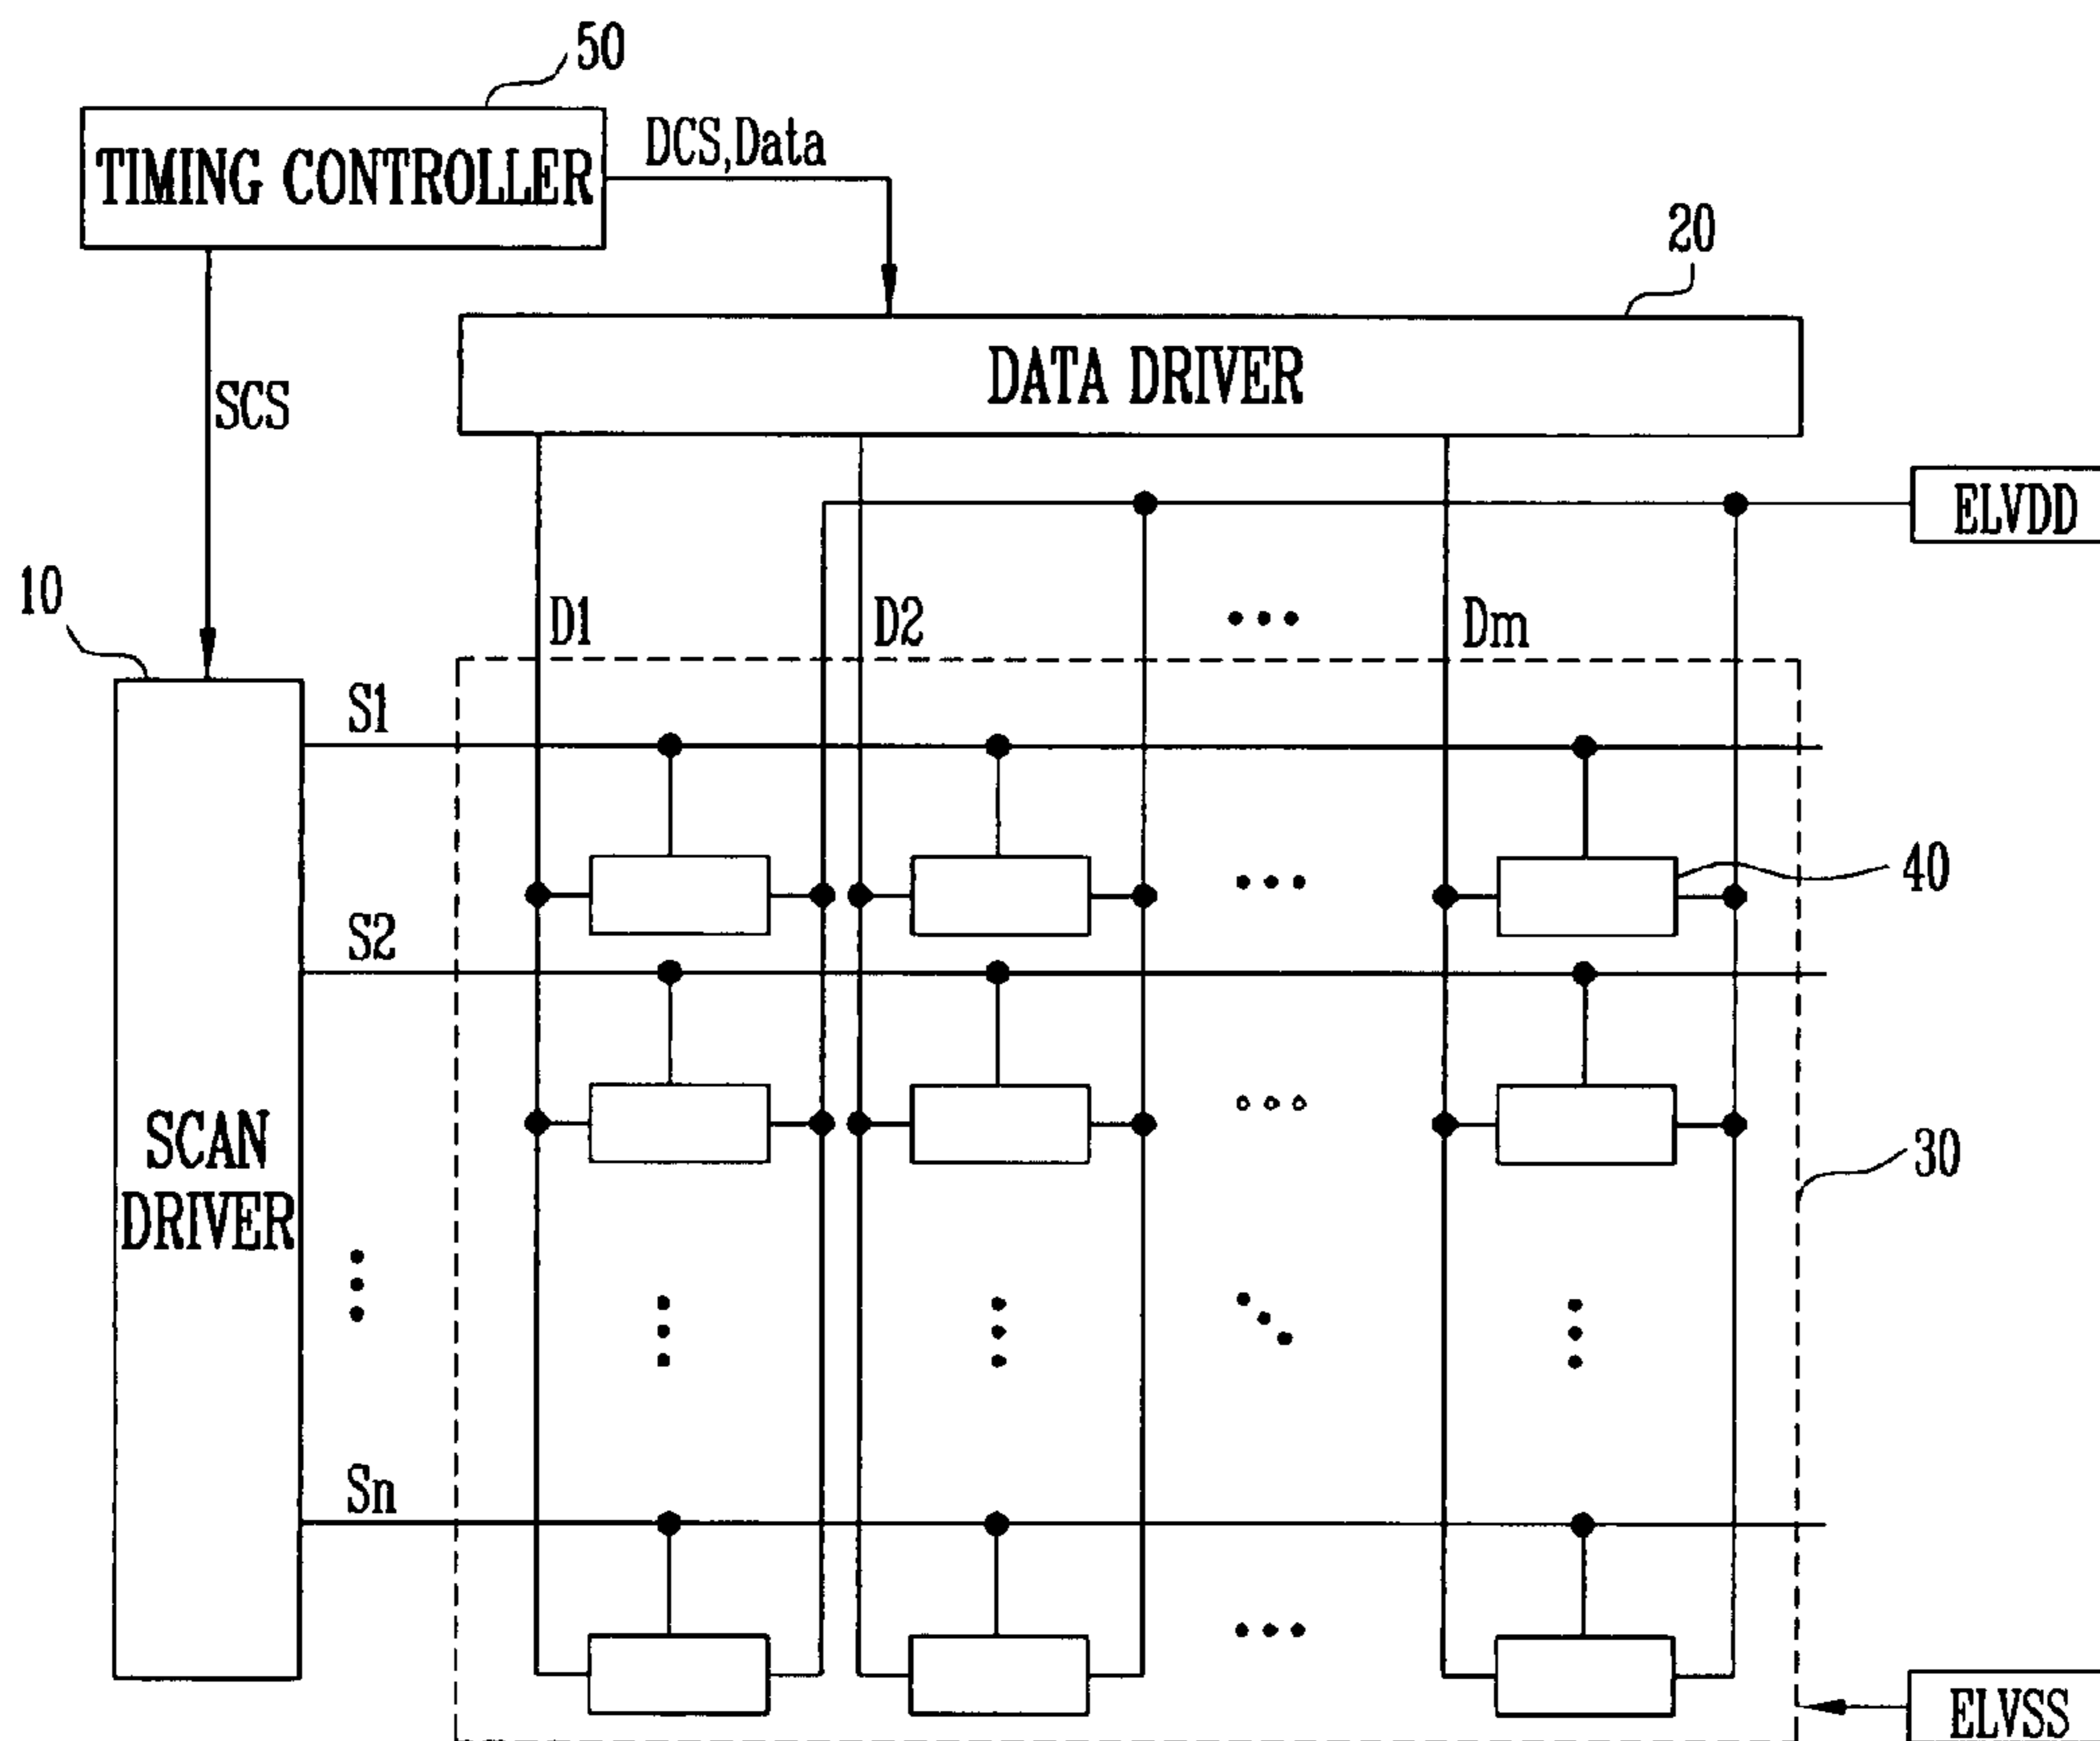 50
TIMING CONTROLLER
DCS,Data
20
DATA DRIVER
SCS
ELVDD
10
D1
D2
Dm
S1
40
S2
SCAN
DRIVER
30
Sn
ELVSS